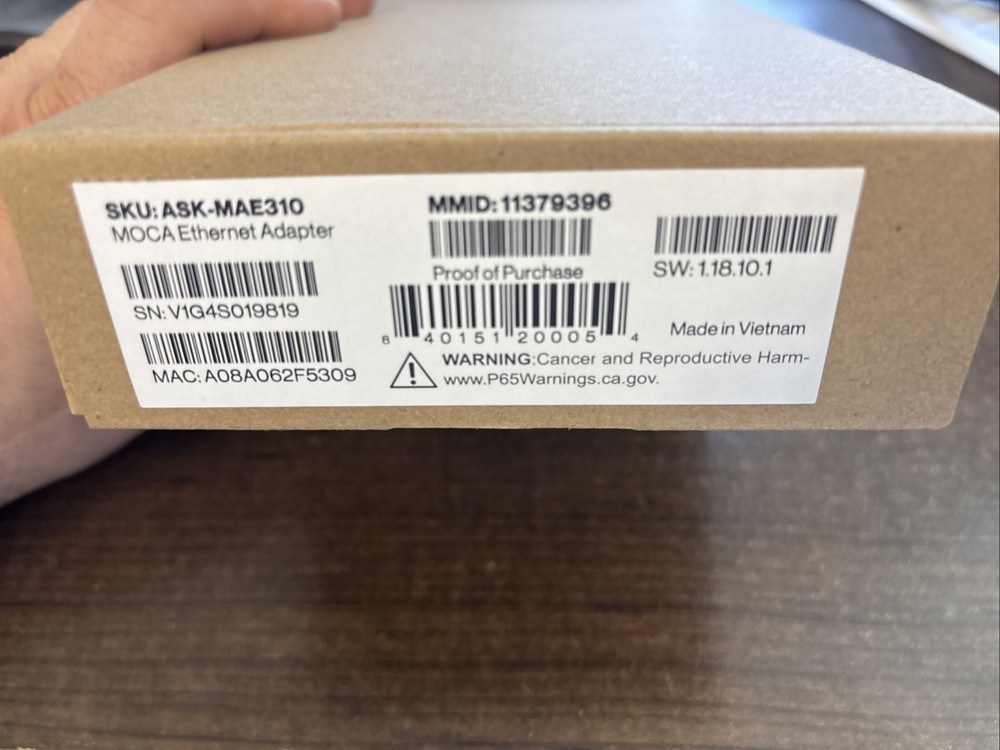 SKU: ASK-MAE310
MOCA Ethernet Adapter
SN: V1G4S019819
MAC: A08A062F5309
MMID: 11379396
Proof of Purchase
8 40151 20005 4
WARNING:Cancer and Reproductive Harm-
www.P65Warnings.ca.gov.
SW: 1.18.10.1
Made in Vietnam